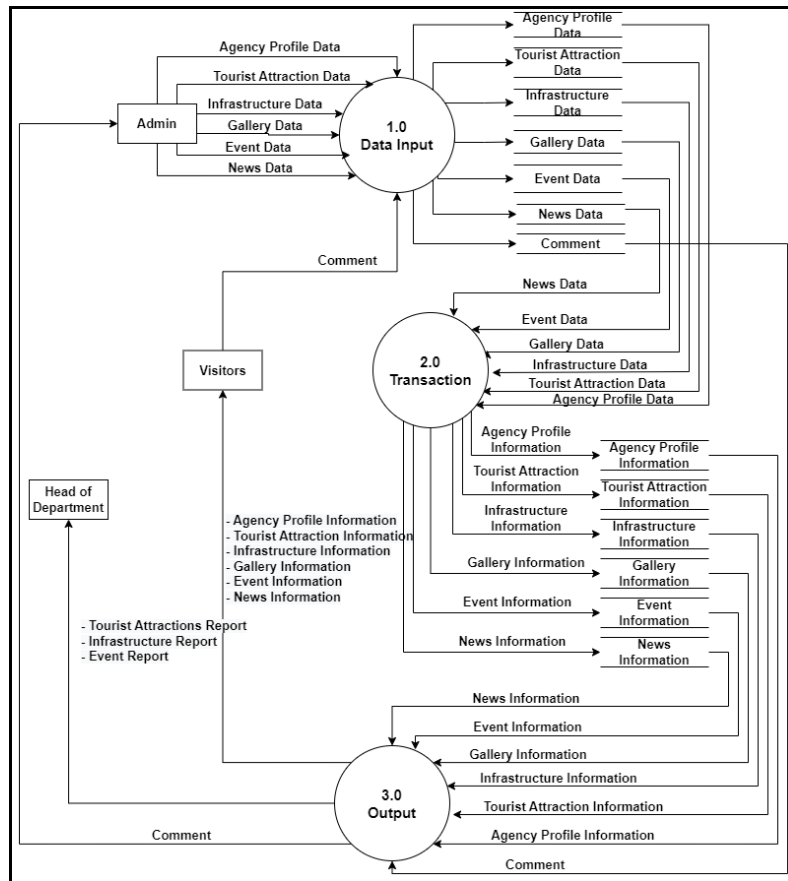 Agency Profile Data
Tourist Attraction Data
Infrastructure Data
Gallery Data
Event Data
News Data
Admin
1.0
Data Input
Agency Profile
Data
Tourist Attraction
Data
Infrastructure
Data
Gallery Data
Event Data
News Data
Comment
Comment
Visitors
News Data
Event Data
Gallery Data
Infrastructure Data
Tourist Attraction Data
Agency Profile Data
2.0
Transaction
Agency Profile
Information
Tourist Attraction
Information
Infrastructure
Information
Gallery Information
Event Information
News Information
Agency Profile
Information
Tourist Attraction
Information
Infrastructure
Information
Gallery
Information
Event
Information
News
Information
Head of
Department
- Agency Profile Information
- Tourist Attraction Information
- Infrastructure Information
- Gallery Information
- Event Information
- News Information
- Tourist Attractions Report
- Infrastructure Report
- Event Report
News Information
Event Information
Gallery Information
Infrastructure Information
Tourist Attraction Information
Agency Profile Information
3.0
Output
Comment
Comment